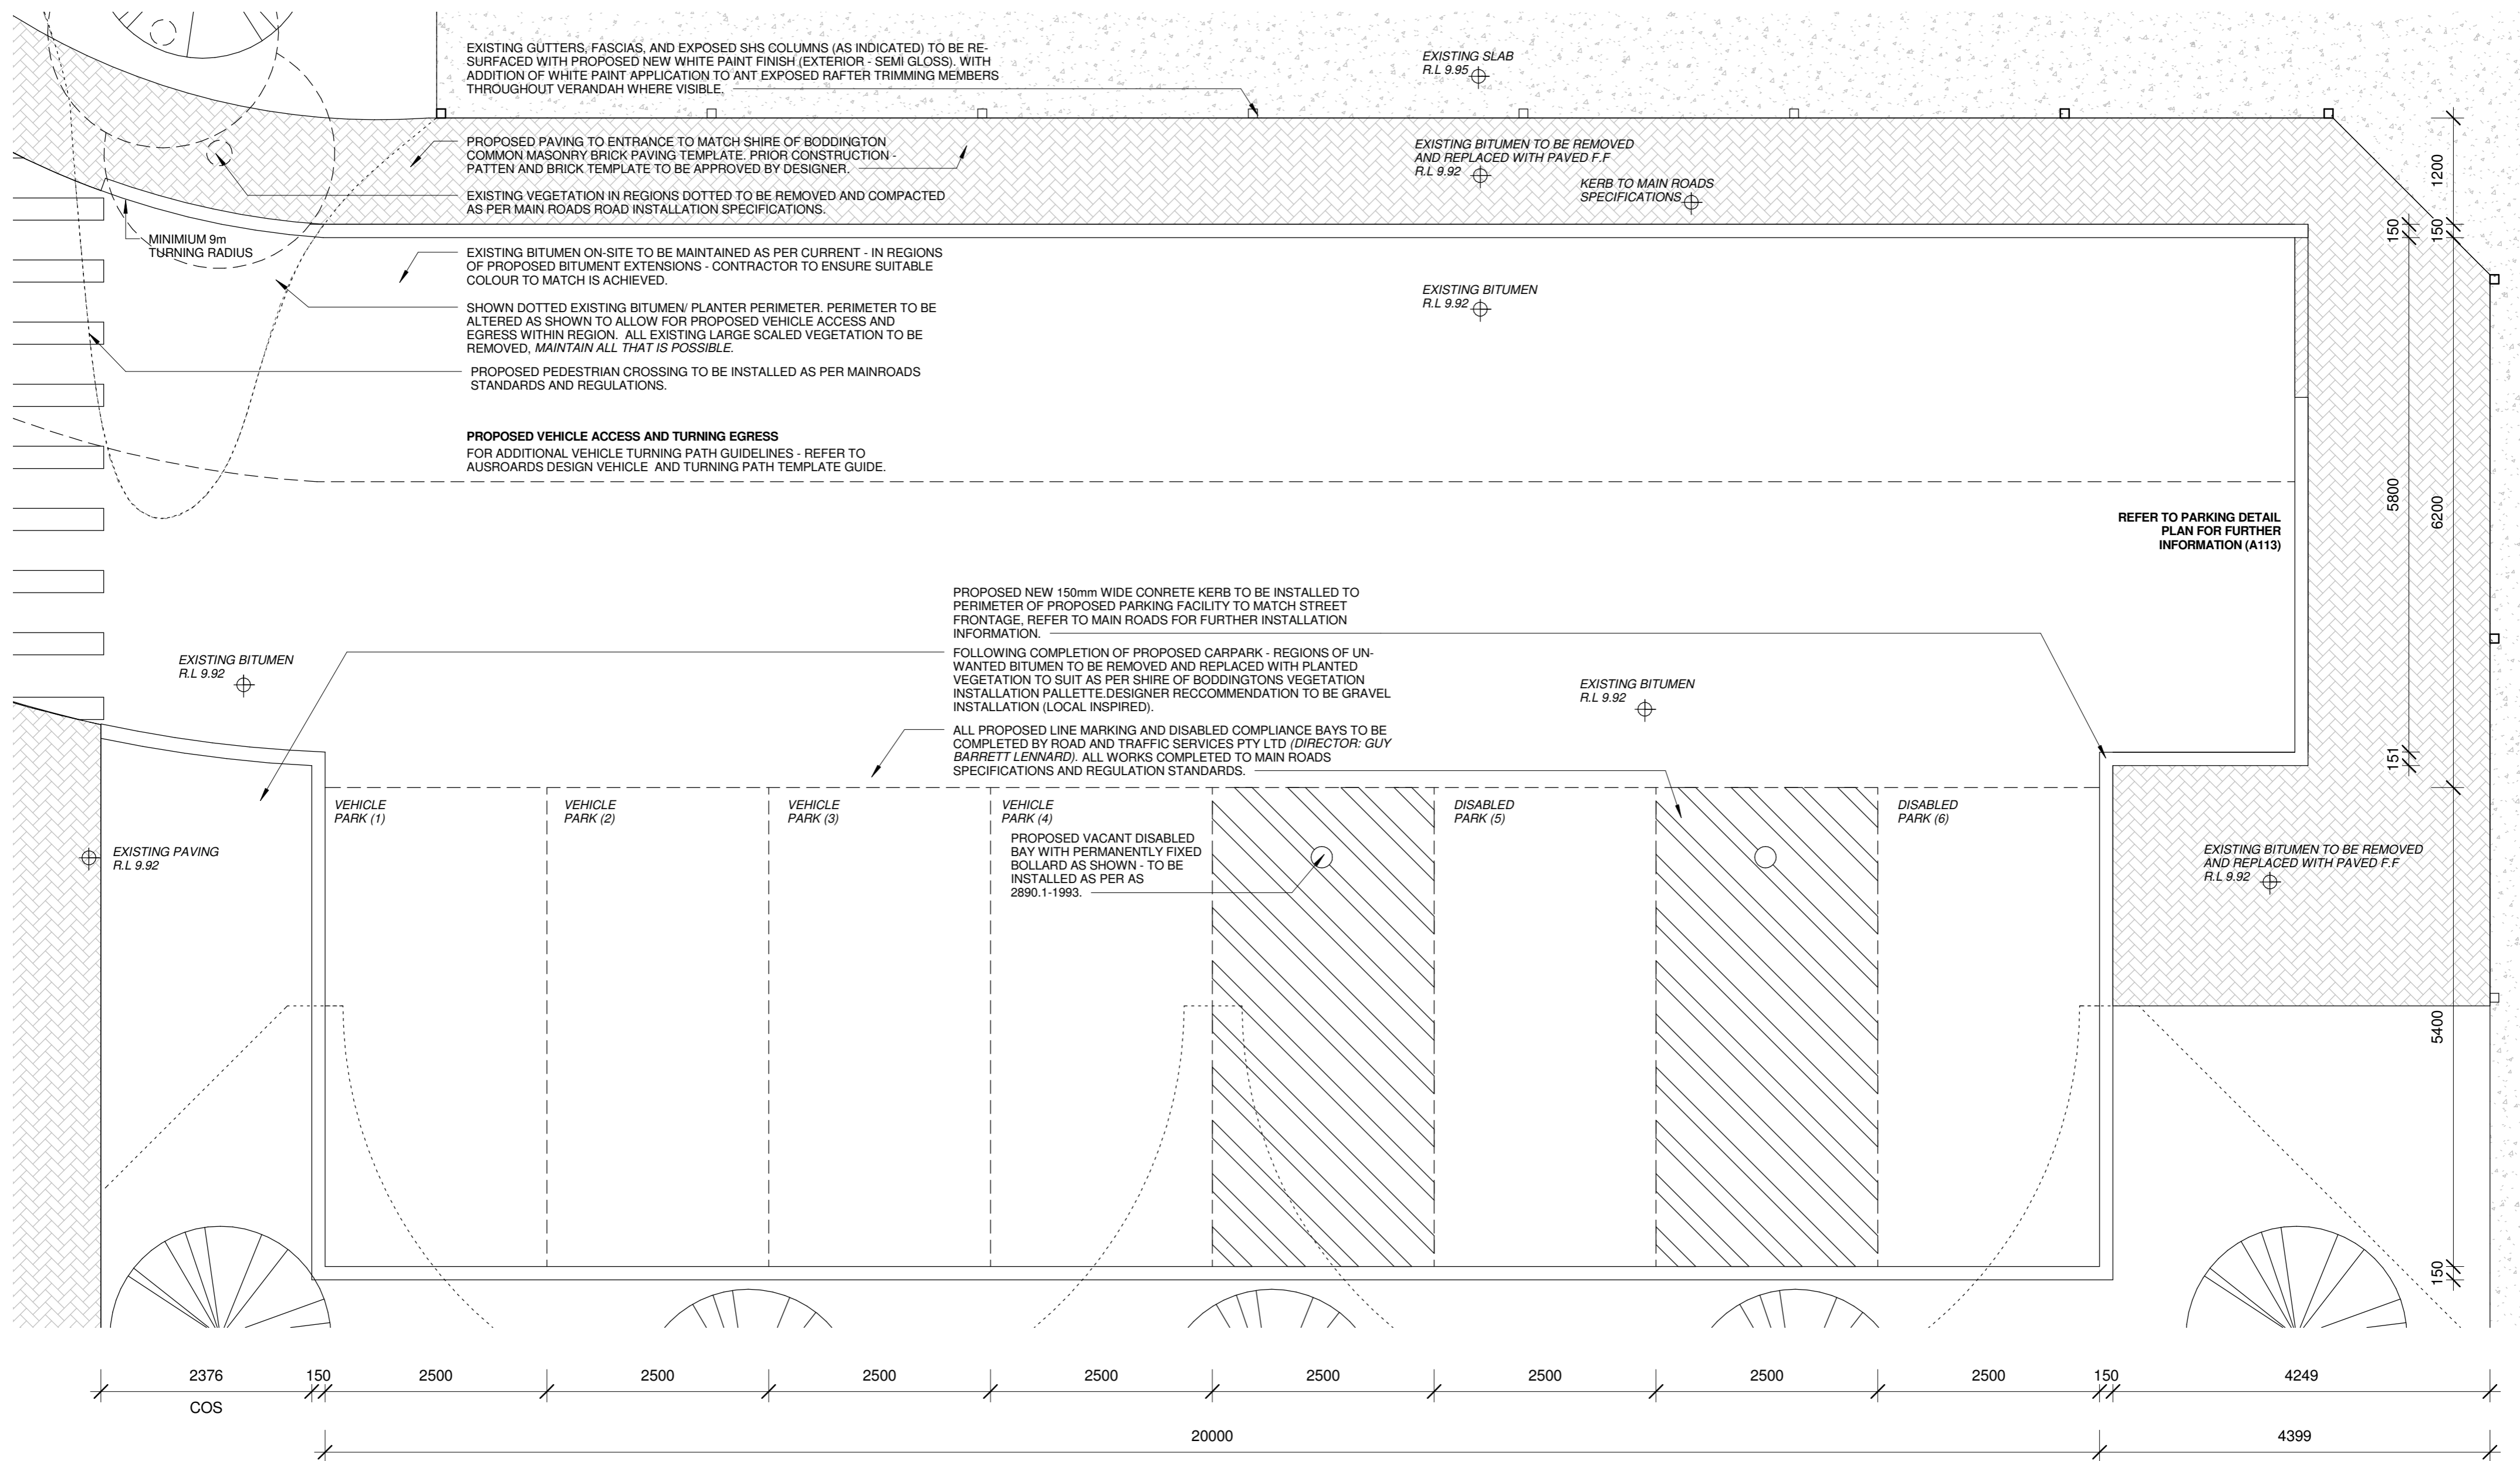 EXISTING GUTTERS, FASCIAS, AND EXPOSED SHS COLUMNS (AS INDICATED) TO BE RE-
SURFACED WITH PROPOSED NEW WHITE PAINT FINISH (EXTERIOR - SEMI GLOSS). WITH
ADDITION OF WHITE PAINT APPLICATION TO ANT EXPOSED RAFTER TRIMMING MEMBERS
THROUGHOUT VERANDAH WHERE VISIBLE.
EXISTING SLAB
R.L 9.95
PROPOSED PAVING TO ENTRANCE TO MATCH SHIRE OF BODDINGTON
COMMON MASONRY BRICK PAVING TEMPLATE. PRIOR CONSTRUCTION -
PATTEN AND BRICK TEMPLATE TO BE APPROVED BY DESIGNER.
EXISTING BITUMEN TO BE REMOVED
AND REPLACED WITH PAVED F.F
R.L 9.92
KERB TO MAIN ROADS
SPECIFICATIONS
1200
EXISTING VEGETATION IN REGIONS DOTTED TO BE REMOVED AND COMPACTED
AS PER MAIN ROADS ROAD INSTALLATION SPECIFICATIONS.
150
150
MINIMIUM 9m
TURNING RADIUS
EXISTING BITUMEN ON-SITE TO BE MAINTAINED AS PER CURRENT - IN REGIONS
OF PROPOSED BITUMENT EXTENSIONS - CONTRACTOR TO ENSURE SUITABLE
COLOUR TO MATCH IS ACHIEVED.
EXISTING BITUMEN
R.L 9.92
SHOWN DOTTED EXISTING BITUMEN/ PLANTER PERIMETER. PERIMETER TO BE
ALTERED AS SHOWN TO ALLOW FOR PROPOSED VEHICLE ACCESS AND
EGRESS WITHIN REGION. ALL EXISTING LARGE SCALED VEGETATION TO BE
REMOVED, MAINTAIN ALL THAT IS POSSIBLE.
PROPOSED PEDESTRIAN CROSSING TO BE INSTALLED AS PER MAINROADS
STANDARDS AND REGULATIONS.
PROPOSED VEHICLE ACCESS AND TURNING EGRESS
FOR ADDITIONAL VEHICLE TURNING PATH GUIDELINES - REFER TO
AUSROARDS DESIGN VEHICLE AND TURNING PATH TEMPLATE GUIDE.
5800
6200
REFER TO PARKING DETAIL
PLAN FOR FURTHER
INFORMATION (A113)
PROPOSED NEW 150mm WIDE CONRETE KERB TO BE INSTALLED TO
PERIMETER OF PROPOSED PARKING FACILITY TO MATCH STREET
FRONTAGE, REFER TO MAIN ROADS FOR FURTHER INSTALLATION
INFORMATION.
EXISTING BITUMEN
R.L 9.92
FOLLOWING COMPLETION OF PROPOSED CARPARK - REGIONS OF UN-
WANTED BITUMEN TO BE REMOVED AND REPLACED WITH PLANTED
VEGETATION TO SUIT AS PER SHIRE OF BODDINGTONS VEGETATION
INSTALLATION PALLETTE.DESIGNER RECCOMMENDATION TO BE GRAVEL
INSTALLATION (LOCAL INSPIRED).
EXISTING BITUMEN
R.L 9.92
ALL PROPOSED LINE MARKING AND DISABLED COMPLIANCE BAYS TO BE
COMPLETED BY ROAD AND TRAFFIC SERVICES PTY LTD (DIRECTOR: GUY
BARRETT LENNARD). ALL WORKS COMPLETED TO MAIN ROADS
SPECIFICATIONS AND REGULATION STANDARDS.
151
VEHICLE
PARK (1)
VEHICLE
PARK (2)
VEHICLE
PARK (3)
VEHICLE
PARK (4)
DISABLED
PARK (5)
DISABLED
PARK (6)
PROPOSED VACANT DISABLED
BAY WITH PERMANENTLY FIXED
BOLLARD AS SHOWN - TO BE
INSTALLED AS PER AS
2890.1-1993.
EXISTING PAVING
R.L 9.92
EXISTING BITUMEN TO BE REMOVED
AND REPLACED WITH PAVED F.F
R.L 9.92
5400
150
2376 150 2500 2500 2500 2500 2500 2500 2500 2500 150 4249
COS
20000 4399